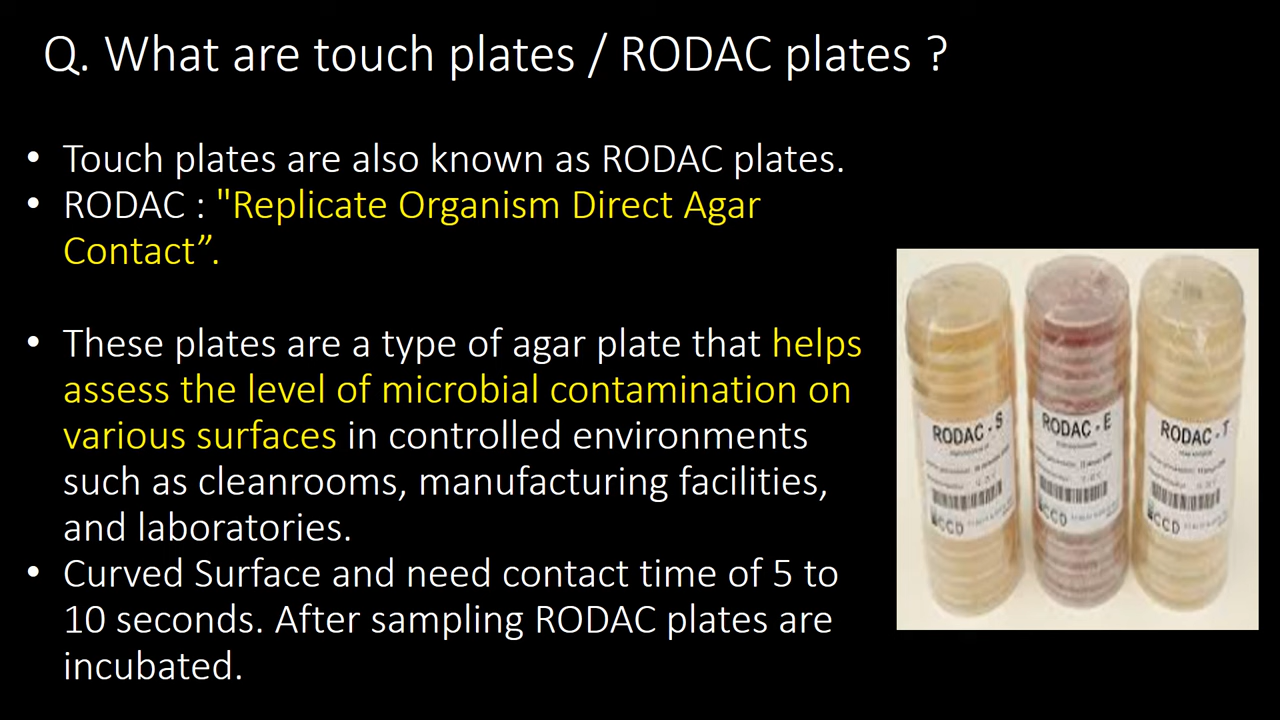 Q. What are touch plates / RODAC plates ?
• Touch plates are also known as RODAC plates.
• RODAC : "Replicate Organism Direct Agar
Contact”.
• These plates are a type of agar plate that helps
assess the level of microbial contamination on
various surfaces in controlled environments
such as cleanrooms, manufacturing facilities,
and laboratories.
• Curved Surface and need contact time of 5 to
10 seconds. After sampling RODAC plates are
incubated.
RODAC - S
CCD
RODAC - E
CCD
RODAC - T
CCD